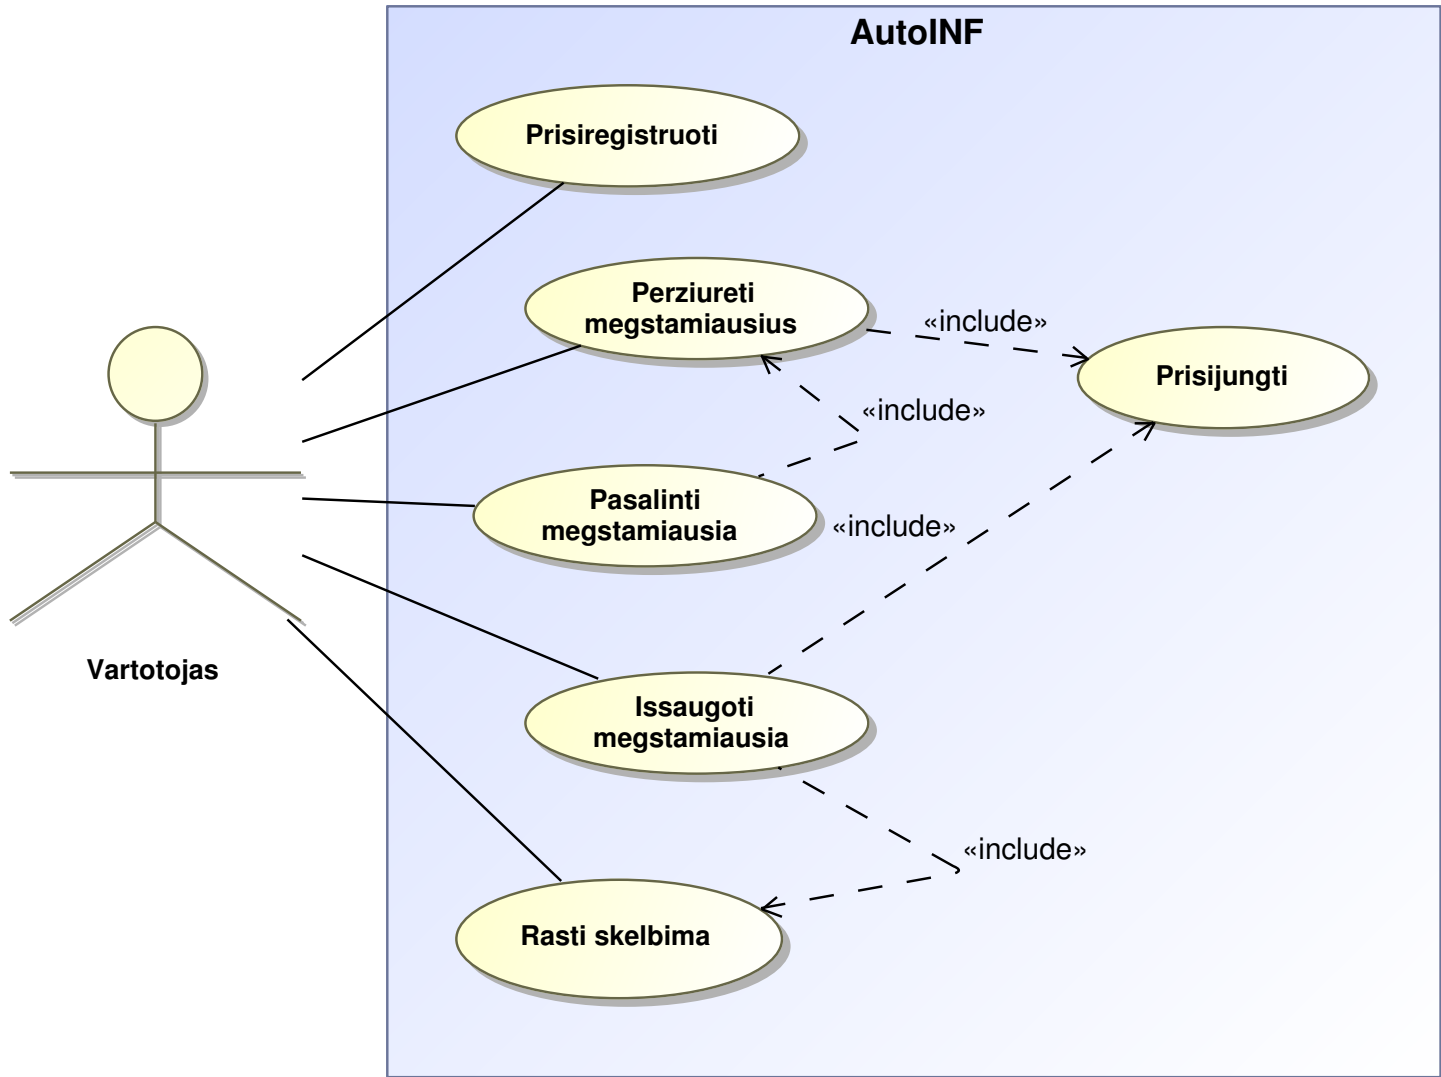 AutoINF
Prisiregistruoti
Perziureti
megstamiausius
«include»
Prisijungti
«include»
Pasalinti
megstamiausia
«include»
Vartotojas
Issaugoti
megstamiausia
«include»
Rasti skelbima